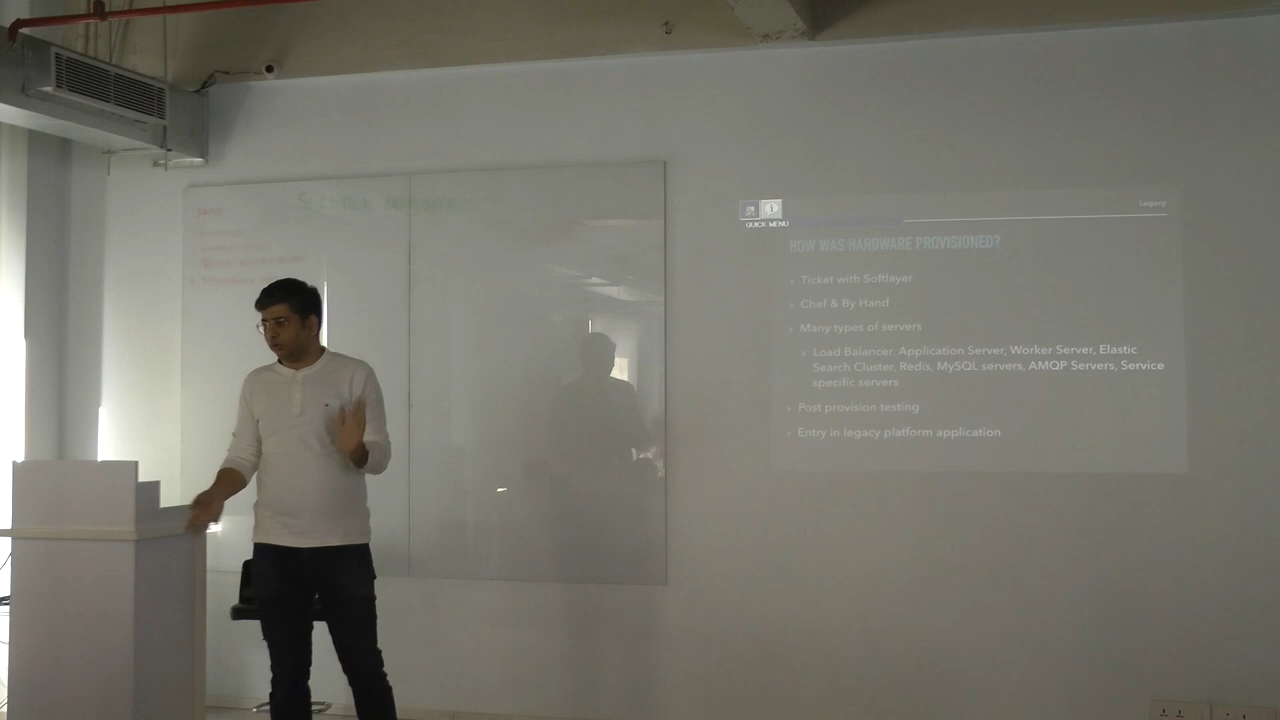 Legacy
QUICK MENU
HOW WAS HARDWARE PROVISIONED?
Ticket with Softlayer
Chef & By Hand
Many types of servers
Load Balancer, Application Server, Worker Server, Elastic
Search Cluster, Redis, MySQL servers, AMQP Servers, Service
specific servers
Post provision testing
Entry in legacy platform application